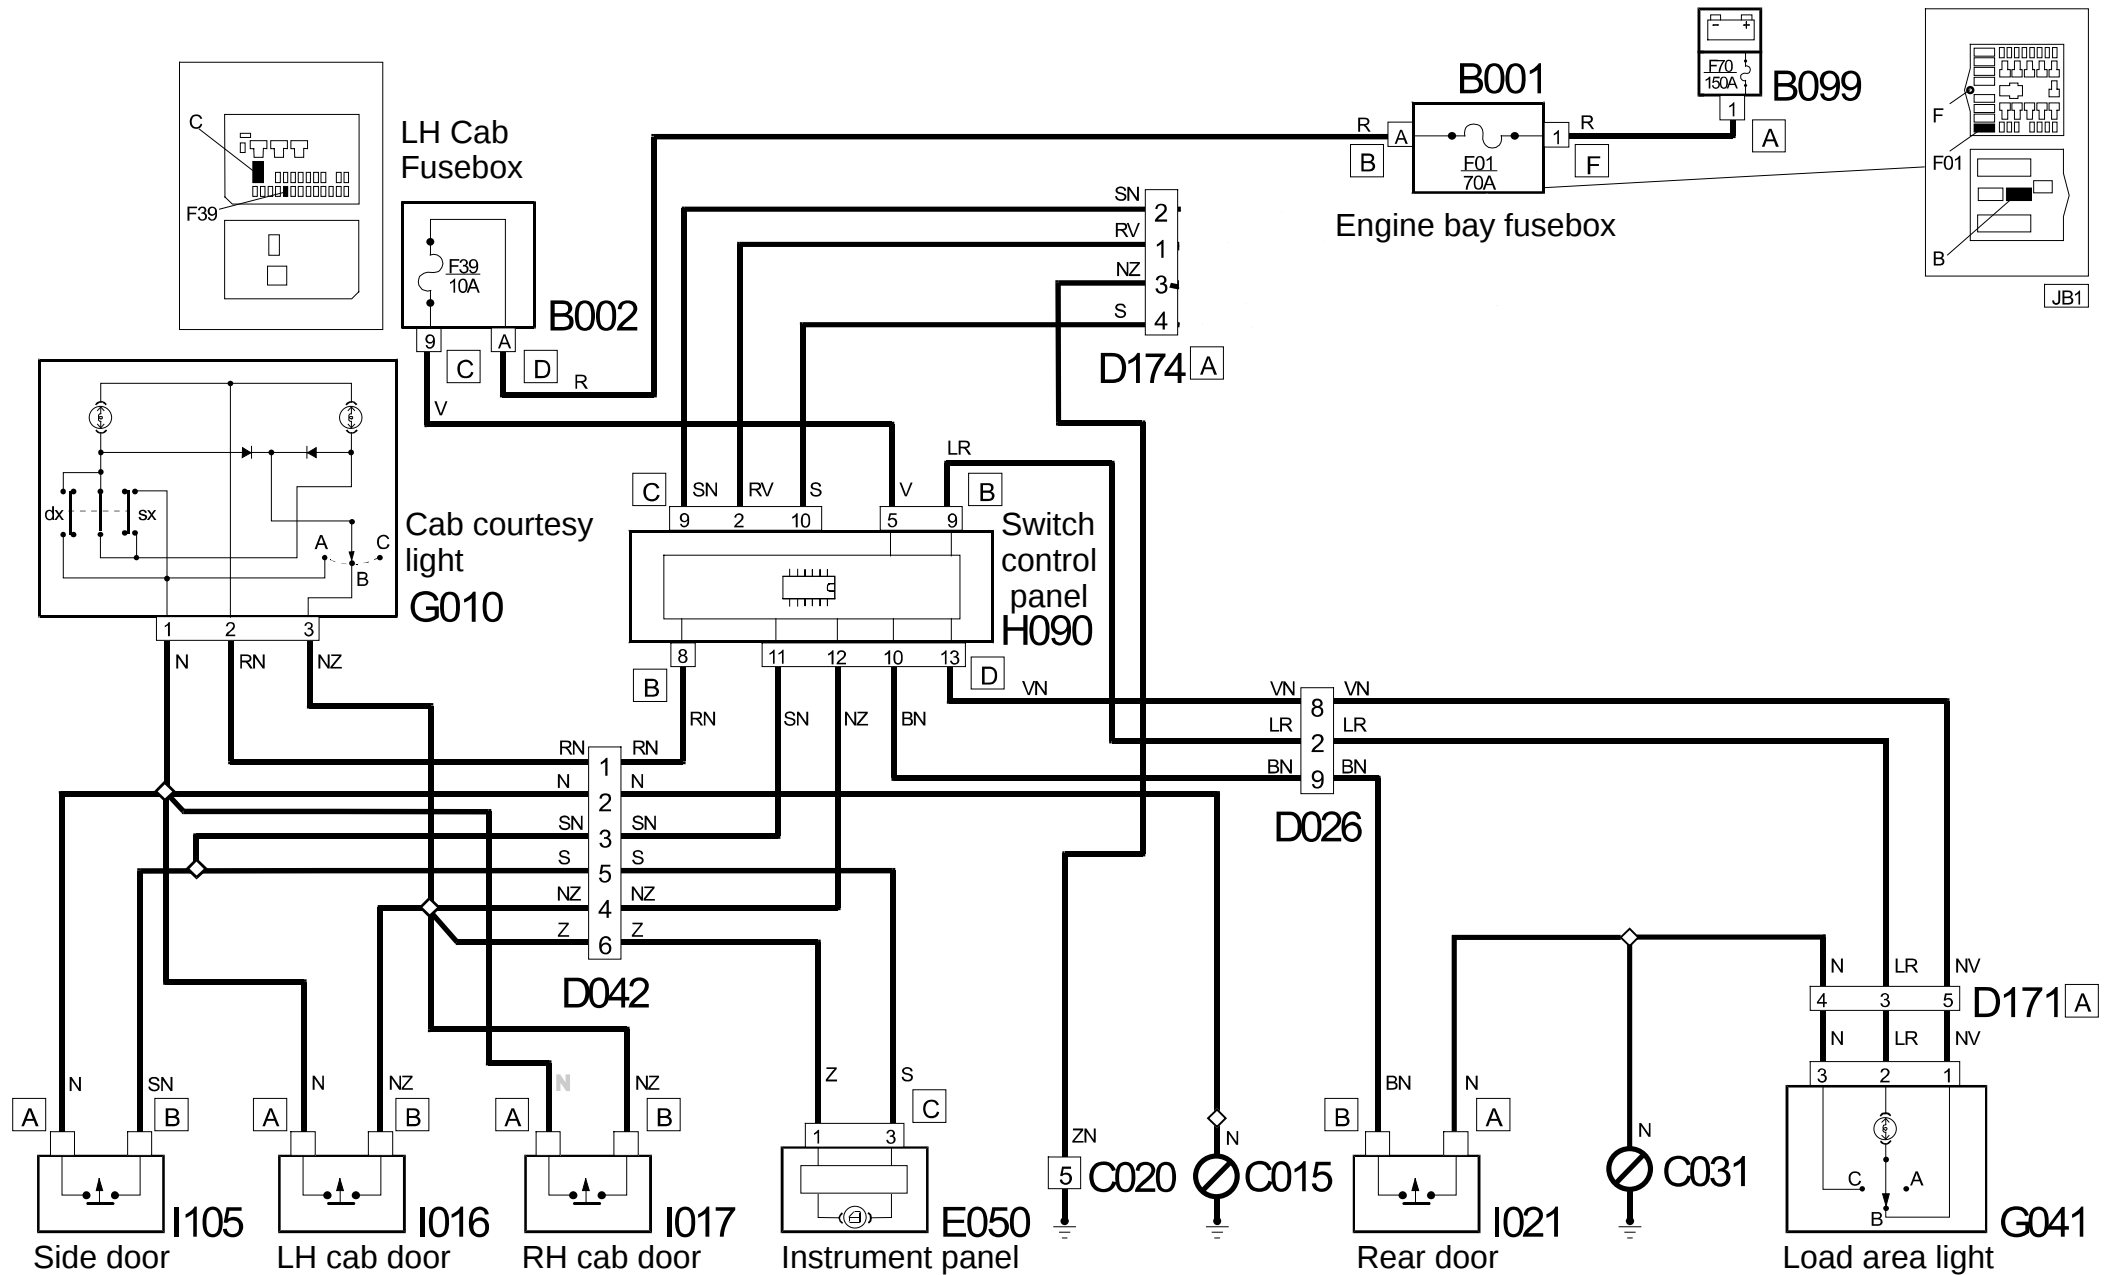 B099
F70
150A
1
A
B001
F01
70A
A
1
R
R
B
F
Engine bay fusebox
F
F01
B
JB1
C
F39
LH Cab
Fusebox
F39
10A
B002
9
A
C
D
R
V
SN
2
RV
1
NZ
3
S
4
D174
A
dx
sx
A
C
B
Cab courtesy
light
G010
1
2
3
N
RN
NZ
C
SN
RV
S
V
LR
B
9
2
10
5
9
Switch
control
panel
H090
8
11
12
10
13
B
D
RN
SN
NZ
BN
VN
VN
8
VN
LR
2
LR
BN
9
BN
D026
RN
1
RN
N
2
N
SN
3
SN
S
5
S
NZ
4
NZ
Z
6
Z
D042
N
LR
NV
4
3
5
D171
A
N
LR
NV
3
2
1
C
A
B
G041
Load area light
A
N
SN
B
I105
Side door
A
N
NZ
B
I016
LH cab door
A
N
NZ
B
I017
RH cab door
Z
S
C
1
3
E050
Instrument panel
ZN
5
C020
N
C015
B
BN
N
A
I021
Rear door
N
C031